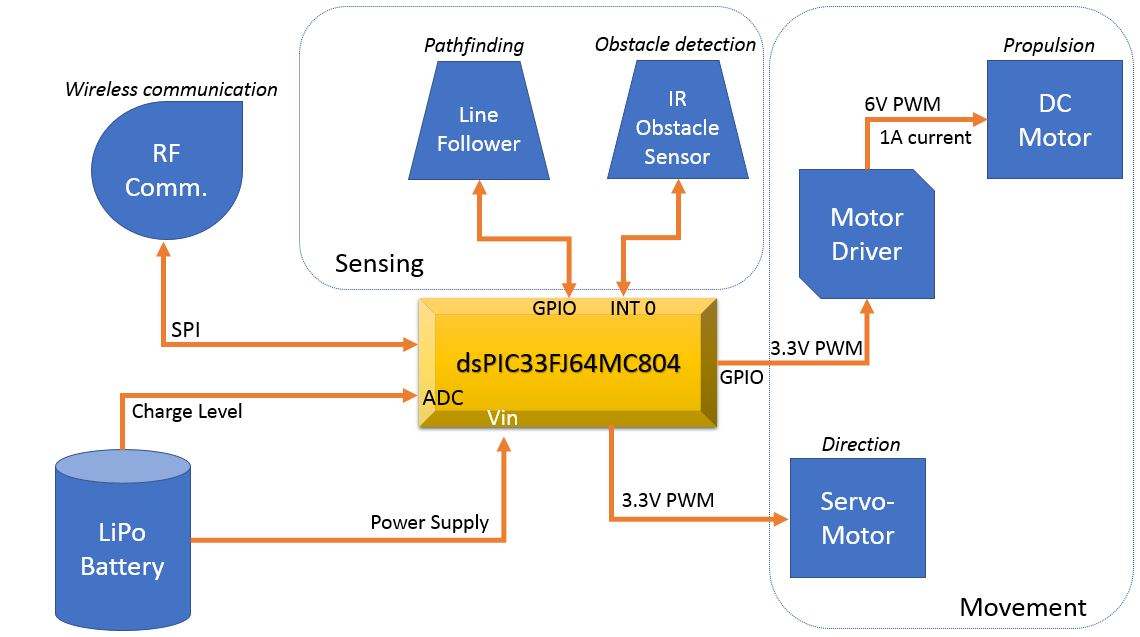 Wireless communication
RF
Comm.
SPI
Pathfinding
Line
Follower
Obstacle detection
IR
Obstacle
Sensor
Sensing
Propulsion
DC
Motor
6V PWM
1A current
Motor
Driver
GPIO
INT 0
dsPIC33FJ64MC804
ADC
Vin
3.3V PWM
GPIO
Charge Level
LiPo
Battery
Power Supply
3.3V PWM
Direction
Servo-
Motor
Movement